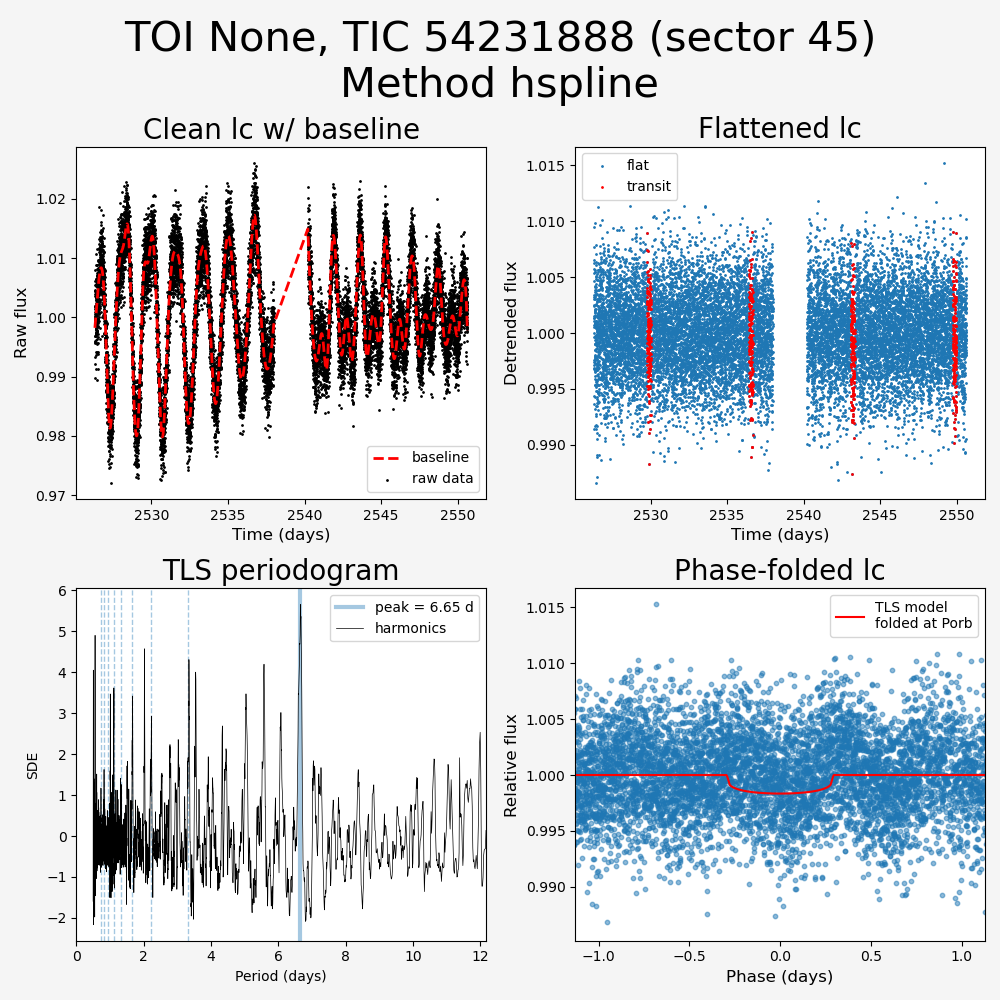 TOI None, TIC 54231888 (sector 45)
Method hspline
Clean lc w/ baseline
Raw flux
1.02
1.01
1.00
0.99
0.98
0.97
baseline
raw data
2530
2535
2540
2545
2550
Time (days)
Flattened lc
Detrended flux
1.015
1.010
1.005
1.000
0.995
0.990
flat
transit
2530
2535
2540
2545
2550
Time (days)
TLS periodogram
SDE
6
5
4
3
2
1
0
−1
−2
peak = 6.65 d
harmonics
0
2
4
6
8
10
12
Period (days)
Phase-folded lc
Relative flux
1.015
1.010
1.005
1.000
0.995
0.990
TLS model
folded at Porb
−1.0
−0.5
0.0
0.5
1.0
Phase (days)